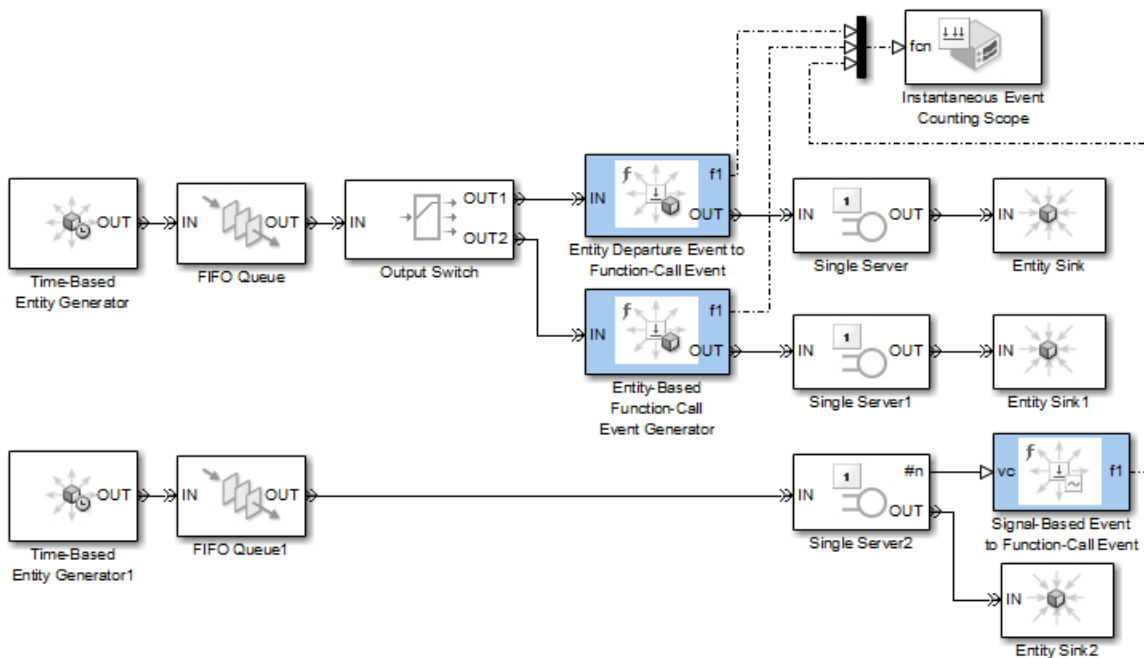 fcn
Instantaneous Event
Counting Scope
OUT
Time-Based
Entity Generator
IN
OUT
FIFO Queue
IN
OUT1
OUT2
Output Switch
f
IN
f1
OUT
Entity Departure Event to
Function-Call Event
1
IN
OUT
Single Server
IN
Entity Sink
f
IN
f1
OUT
Entity-Based
Function-Call
Event Generator
1
IN
OUT
Single Server1
IN
Entity Sink1
OUT
Time-Based
Entity Generator1
IN
OUT
FIFO Queue1
1
IN
#n
OUT
Single Server2
f
vc
f1
Signal-Based Event
to Function-Call Event
IN
Entity Sink2